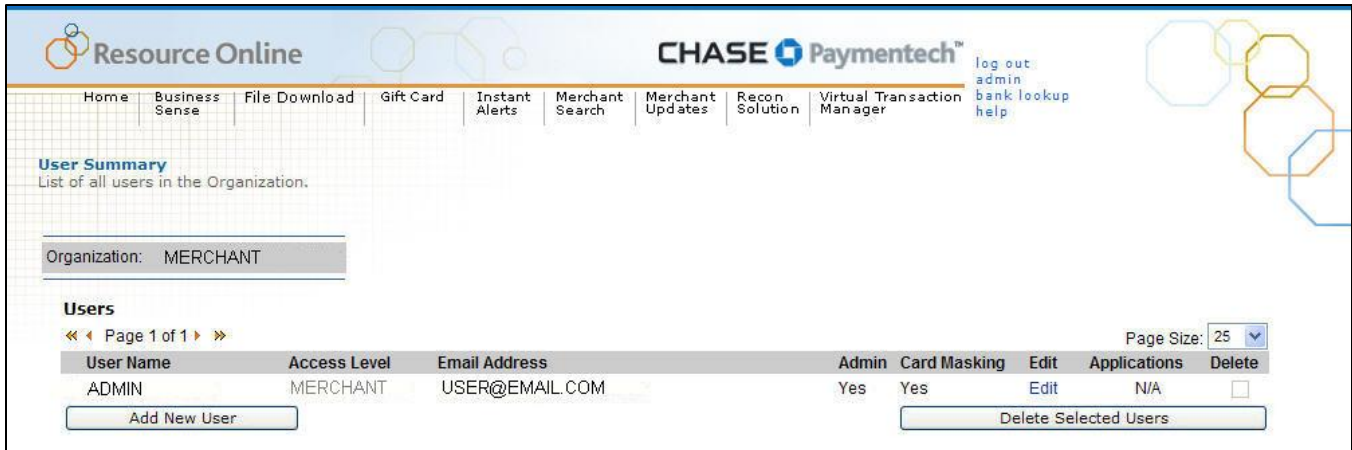 Resource Online
CHASE Paymentech™
log out
admin
bank lookup
help
Home Business Sense File Download Gift Card Instant Alerts Merchant Search Merchant Updates Recon Solution Virtual Transaction Manager
User Summary
List of all users in the Organization.
Organization: MERCHANT
Users
Page 1 of 1
Page Size: 25
User Name Access Level Email Address Admin Card Masking Edit Applications Delete
ADMIN MERCHANT USER@EMAIL.COM Yes Yes Edit N/A
Add New User Delete Selected Users